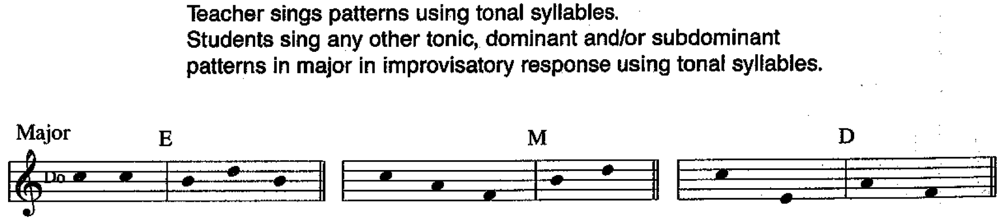 Teacher sings patterns using tonal syllables.
Students sing any other tonic, dominant and/or subdominant
patterns in major in improvisatory response using tonal syllables.
Major
E
M
D
Do